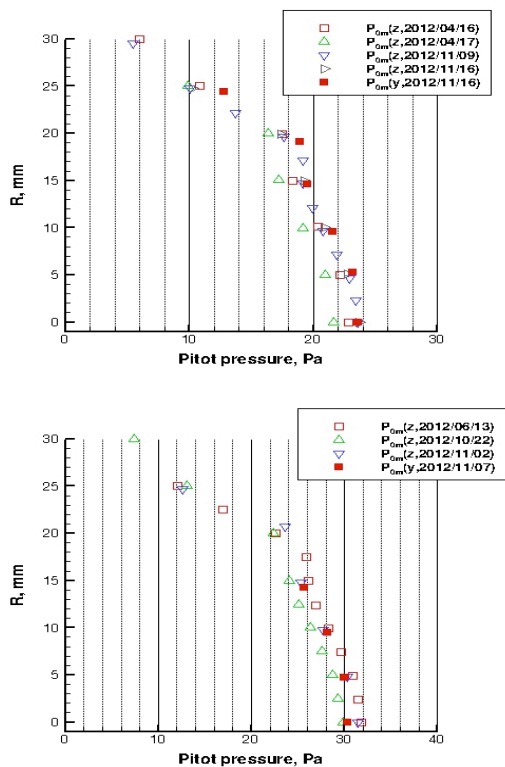 P₀ₘ(z,2012/04/16)
P₀ₘ(z,2012/04/17)
P₀ₘ(z,2012/11/09)
P₀ₘ(z,2012/11/16)
P₀ₘ(y,2012/11/16)
30
25
20
15
10
5
0
R, mm
0 10 20 30
Pitot pressure, Pa
P₀ₘ(z,2012/06/13)
P₀ₘ(z,2012/10/22)
P₀ₘ(z,2012/11/02)
P₀ₘ(y,2012/11/07)
30
25
20
15
10
5
0
R, mm
0 10 20 30 40
Pitot pressure, Pa